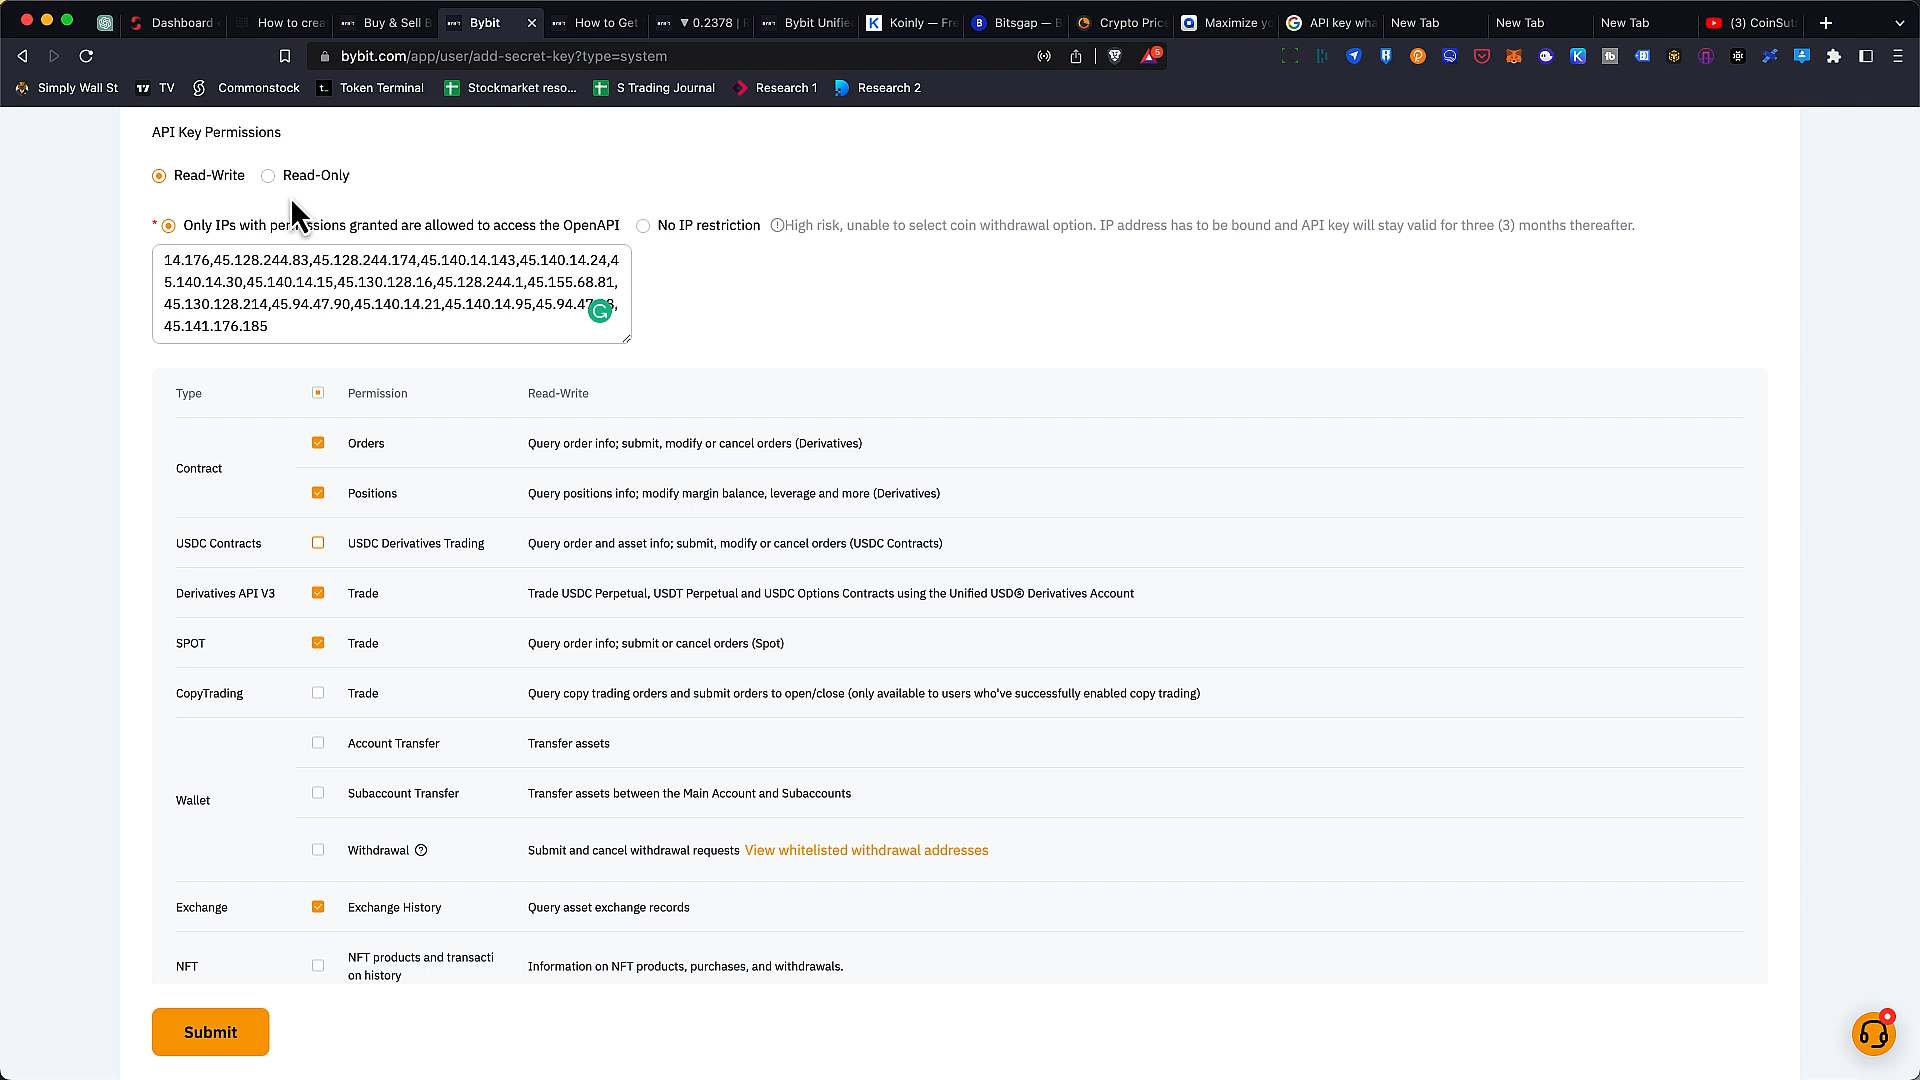 Dashboard
How to crea
Buy & Sell B
Bybit
How to Get
▼ 0.2378 |
Bybit Unifie
Koinly — Fre
Bitsgap — B
Crypto Price
Maximize yo
API key wha
New Tab
New Tab
New Tab
(3) CoinSut
bybit.com/app/user/add-secret-key?type=system
5
Simply Wall St
TV
Commonstock
Token Terminal
Stockmarket reso...
S Trading Journal
Research 1
Research 2
API Key Permissions
Read-Write
Read-Only
* Only IPs with permissions granted are allowed to access the OpenAPI
No IP restriction
High risk, unable to select coin withdrawal option. IP address has to be bound and API key will stay valid for three (3) months thereafter.
14.176,45.128.244.83,45.128.244.174,45.140.14.143,45.140.14.24,4
5.140.14.30,45.140.14.15,45.130.128.16,45.128.244.1,45.155.68.81,
45.130.128.214,45.94.47.90,45.140.14.21,45.140.14.95,
45.141.176.185
Type
Permission
Read-Write
Contract
Orders
Query order info; submit, modify or cancel orders (Derivatives)
Positions
Query positions info; modify margin balance, leverage and more (Derivatives)
USDC Contracts
USDC Derivatives Trading
Query order and asset info; submit, modify or cancel orders (USDC Contracts)
Derivatives API V3
Trade
Trade USDC Perpetual, USDT Perpetual and USDC Options Contracts using the Unified USD® Derivatives Account
SPOT
Trade
Query order info; submit or cancel orders (Spot)
CopyTrading
Trade
Query copy trading orders and submit orders to open/close (only available to users who've successfully enabled copy trading)
Wallet
Account Transfer
Transfer assets
Subaccount Transfer
Transfer assets between the Main Account and Subaccounts
Withdrawal
Submit and cancel withdrawal requests View whitelisted withdrawal addresses
Exchange
Exchange History
Query asset exchange records
NFT
NFT products and transacti
on history
Information on NFT products, purchases, and withdrawals.
Submit